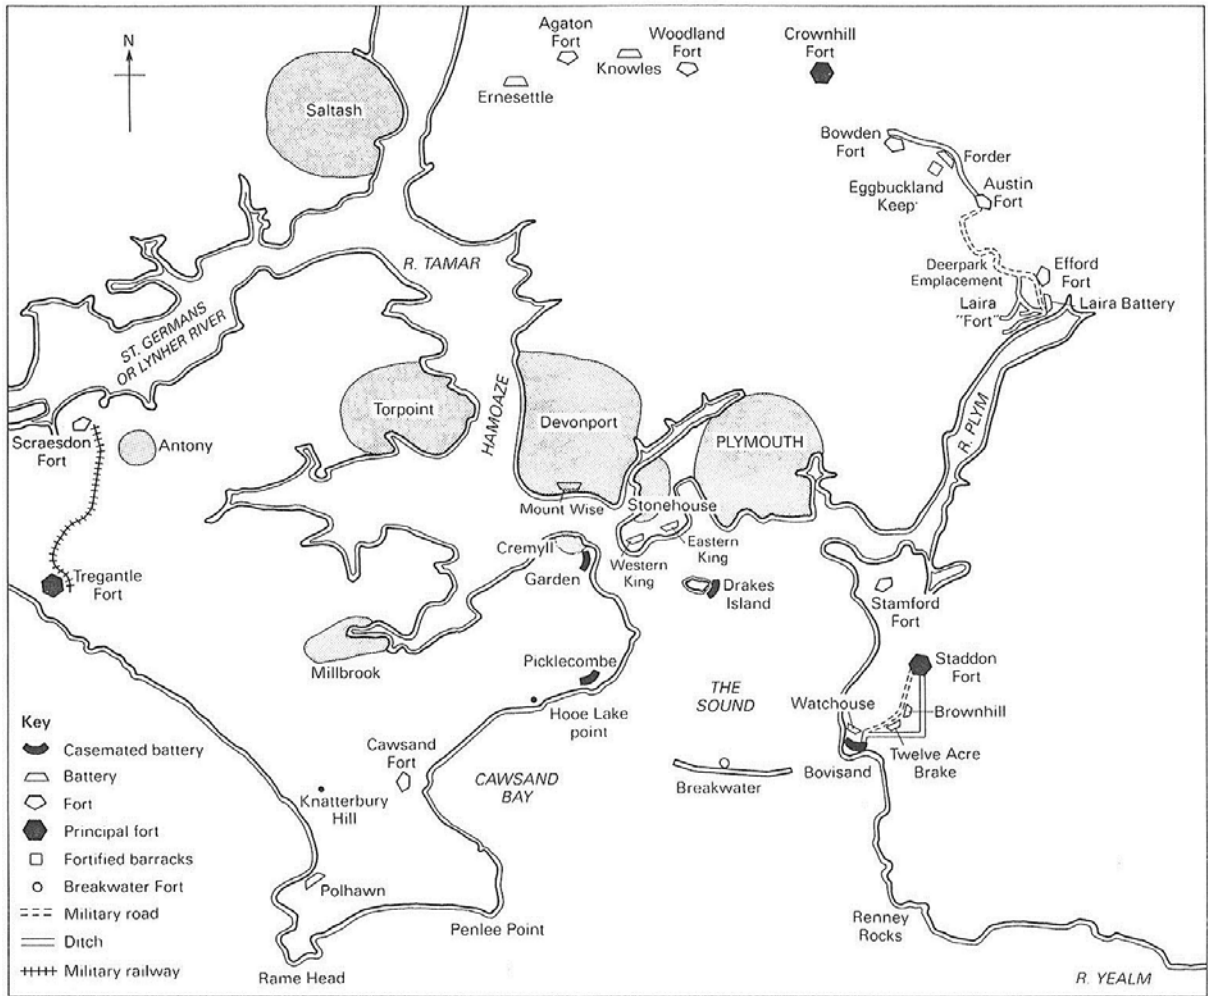 N
Agaton
Fort
Woodland
Fort
Crownhill
Fort
Knowles
Ernesettle
Saltash
Bowden
Fort
Forder
Eggbuckland
Keep
Austin
Fort
R. TAMAR
Deerpark
Emplacement
Efford
Fort
Laira
"Fort"
Laira Battery
ST. GERMANS
OR LYNHER RIVER
HAMOAZE
R. PLYM
Torpoint
Devonport
PLYMOUTH
Scraesdon
Fort
Antony
Mount Wise
Stonehouse
Cremyll
Garden
Western
King
Eastern
King
Tregantle
Fort
Drakes
Island
Stamford
Fort
Millbrook
Picklecombe
Staddon
Fort
THE
SOUND
Hooe Lake
point
Watchouse
Brownhill
Twelve Acre
Brake
Bovisand
Cawsand
Fort
CAWSAND
BAY
Breakwater
Knatterbury
Hill
Polhawn
Penlee Point
Rame Head
Renney
Rocks
R. YEALM
Key
Casemated battery
Battery
Fort
Principal fort
Fortified barracks
Breakwater Fort
Military road
Ditch
Military railway